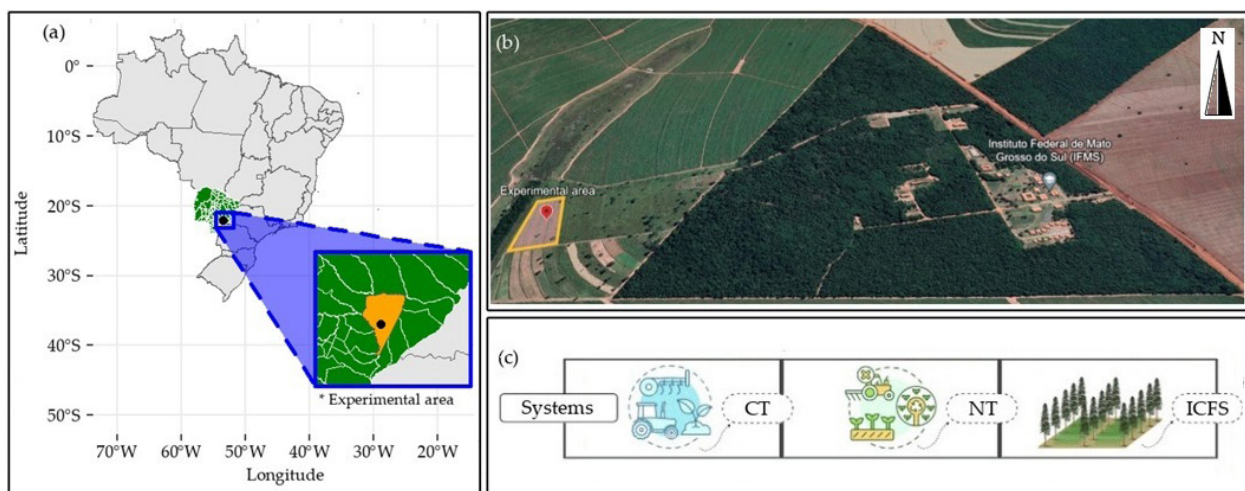 (a)
Latitude
0°
10°S
20°S
30°S
40°S
50°S
70°W
60°W
50°W
40°W
30°W
20°W
Longitude
* Experimental area
(b)
N
Instituto Federal de Mato
Grosso do Sul (IFMS)
Experimental area
(c)
Systems
CT
NT
ICFS